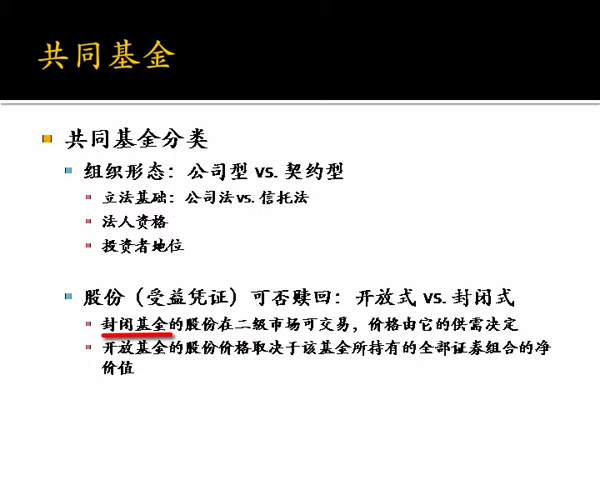 共同基金
共同基金分类
组织形态：公司型 vs. 契约型
立法基础：公司法 vs. 信托法
法人资格
投资者地位
股份（受益凭证）可否赎回：开放式 vs. 封闭式
封闭基金的股份在二级市场可交易，价格由它的供需决定
开放基金的股份价格取决于该基金所持有的全部证券组合的净
价值